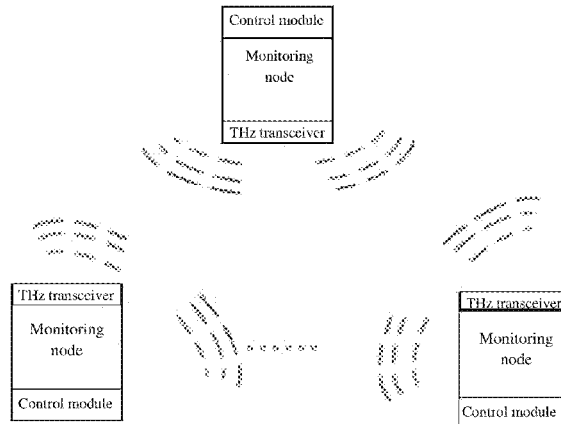 Control module
Monitoring
node
THz transceiver
THz transceiver
Monitoring
node
Control module
THz transceiver
Monitoring
node
Control module